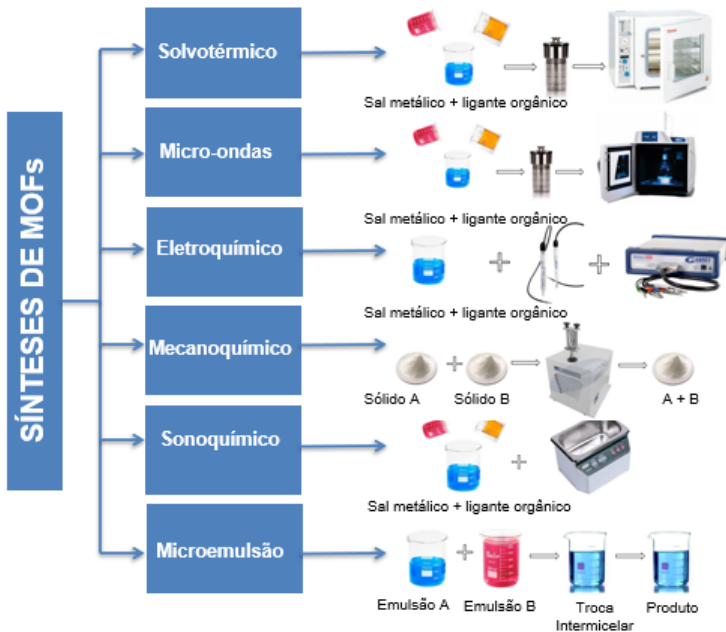 SÍNTESES DE MOFs
Solvotérmico
Sal metálico + ligante orgânico
Micro-ondas
Sal metálico + ligante orgânico
Eletroquímico
Sal metálico + ligante orgânico
Mecanoquímico
Sólido A
Sólido B
A + B
Sonoquímico
Sal metálico + ligante orgânico
Microemulsão
Emulsão A
Emulsão B
Troca
Intermicelar
Produto